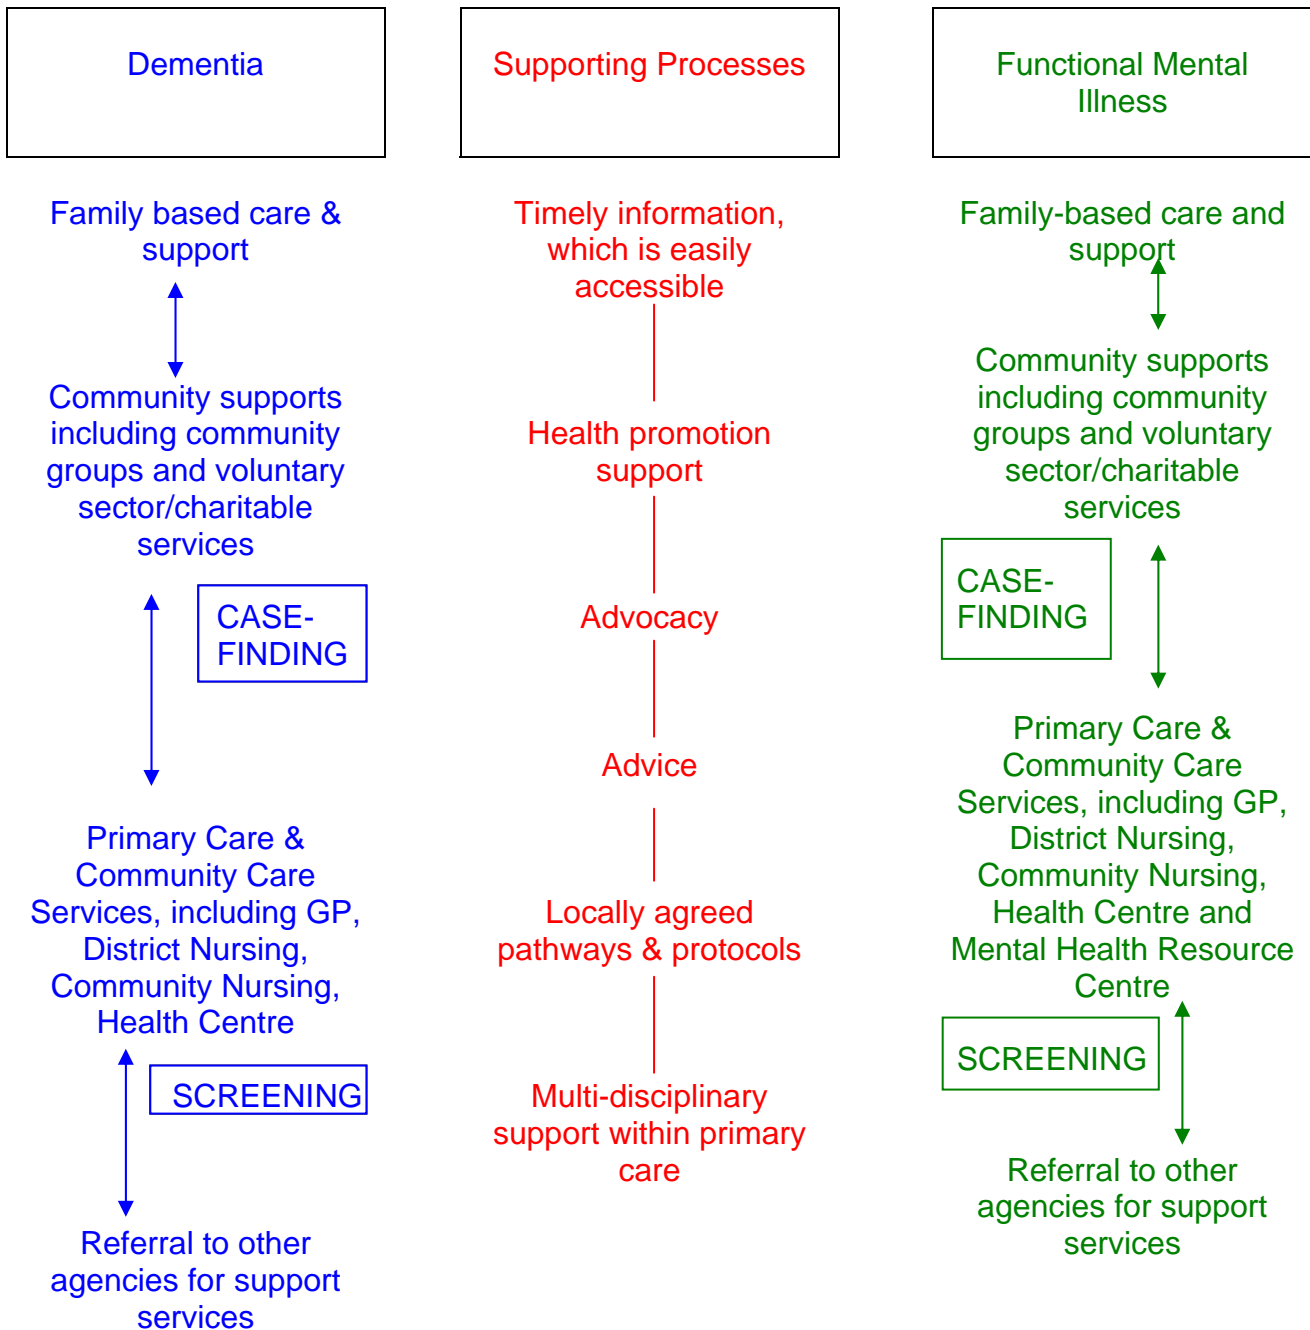 Dementia
Supporting Processes
Functional Mental
Illness
Family based care &
support
Community supports
including community
groups and voluntary
sector/charitable
services
CASE-
FINDING
Primary Care &
Community Care
Services, including GP,
District Nursing,
Community Nursing,
Health Centre
SCREENING
Referral to other
agencies for support
services
Timely information,
which is easily
accessible
Health promotion
support
Advocacy
Advice
Locally agreed
pathways & protocols
Multi-disciplinary
support within primary
care
Family-based care and
support
Community supports
including community
groups and voluntary
sector/charitable
services
CASE-
FINDING
Primary Care &
Community Care
Services, including GP,
District Nursing,
Community Nursing,
Health Centre and
Mental Health Resource
Centre
SCREENING
Referral to other
agencies for support
services